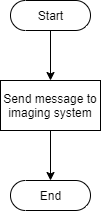 Start
Send message to
imaging system
End